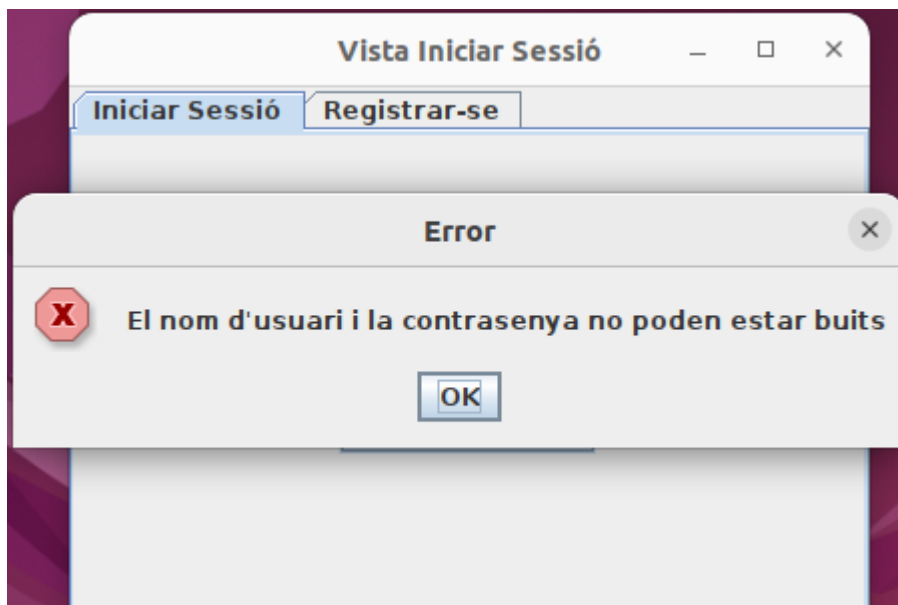 Vista Iniciar Sessió
Iniciar Sessió Registrar-se
Error
El nom d'usuari i la contrasenya no poden estar buits
OK